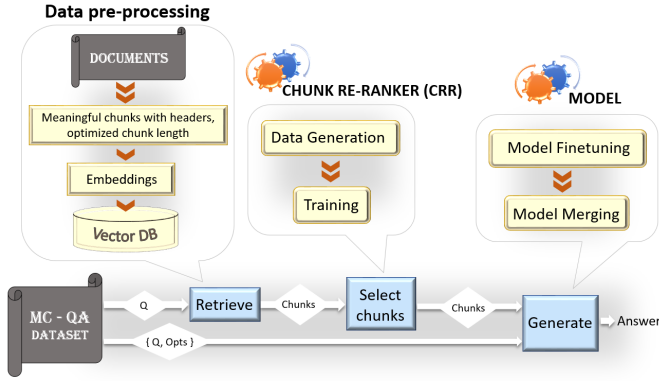 Data pre-processing
DOCUMENTS
Meaningful chunks with headers,
optimized chunk length
Embeddings
Vector DB
CHUNK RE-RANKER (CRR)
Data Generation
Training
MODEL
Model Finetuning
Model Merging
MC - QA
DATASET
Q
Retrieve
Chunks
Select
chunks
Chunks
{ Q, Opts }
Generate
Answer